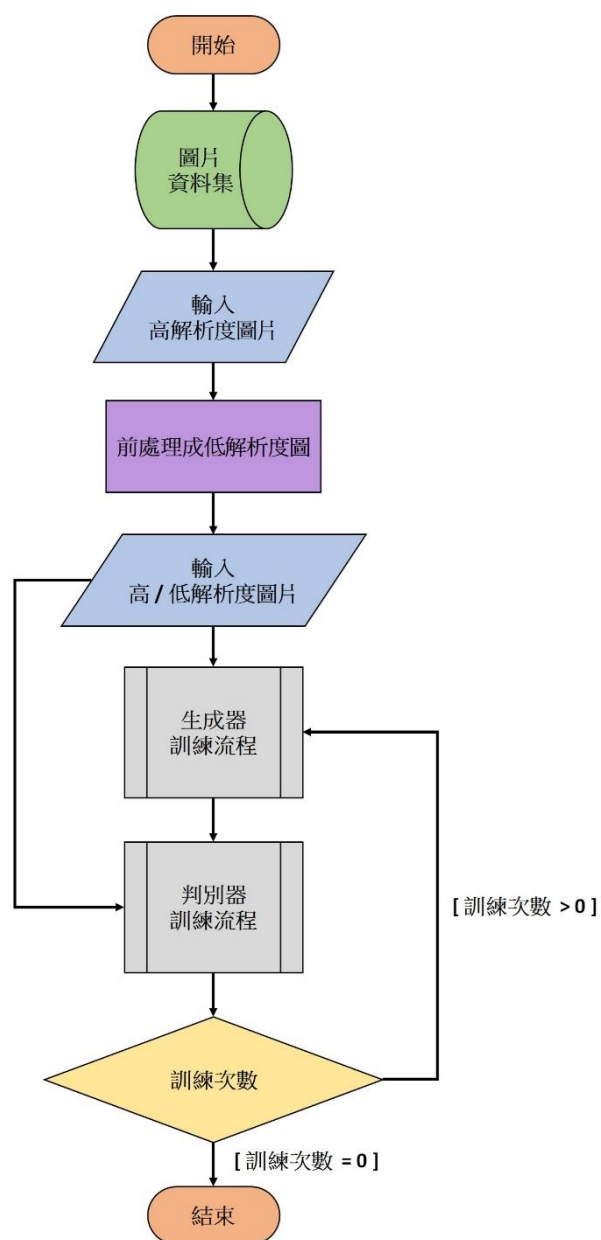 開始
圖片
資料集
輸入
高解析度圖片
前處理成低解析度圖
輸入
高 / 低解析度圖片
生成器
訓練流程
判別器
訓練流程
[ 訓練次數 > 0 ]
訓練次數
[ 訓練次數 = 0 ]
結束